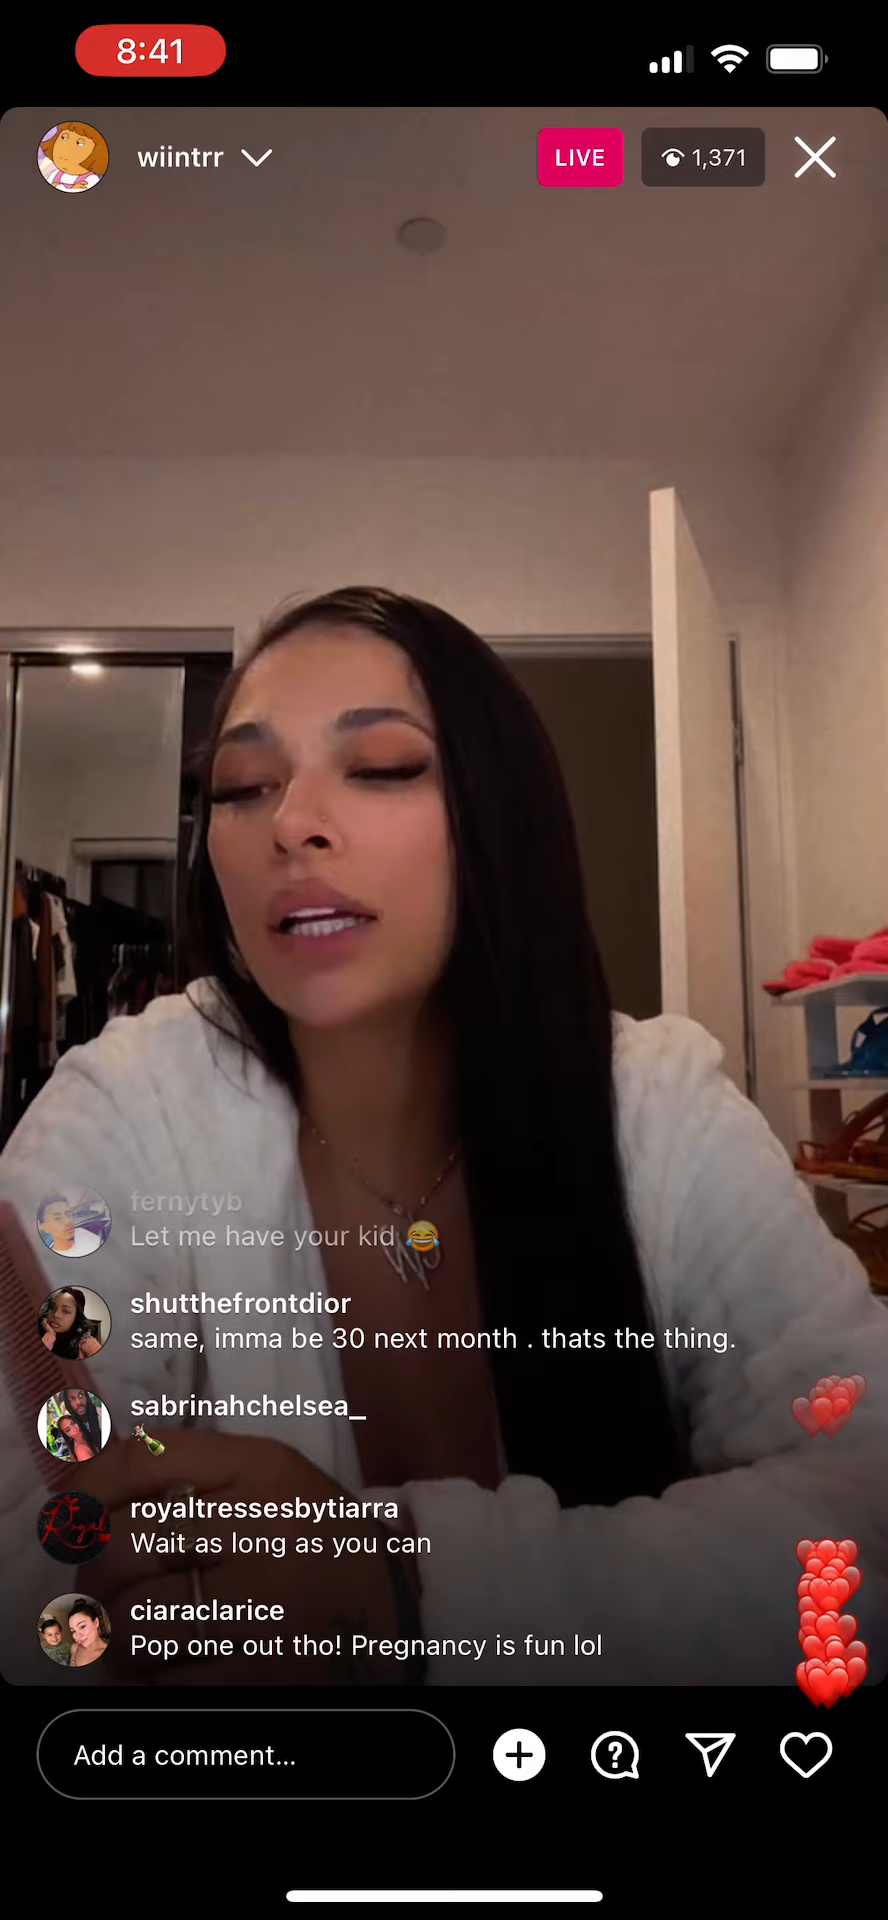 8:41
wiintrr
LIVE
1,371
fernytyb
Let me have your kid 😂
shutthefrontdior
same, imma be 30 next month . thats the thing.
sabrinahchelsea_
🍾
royaltressesbytiarra
Wait as long as you can
ciaraclarice
Pop one out tho! Pregnancy is fun lol
Add a comment...